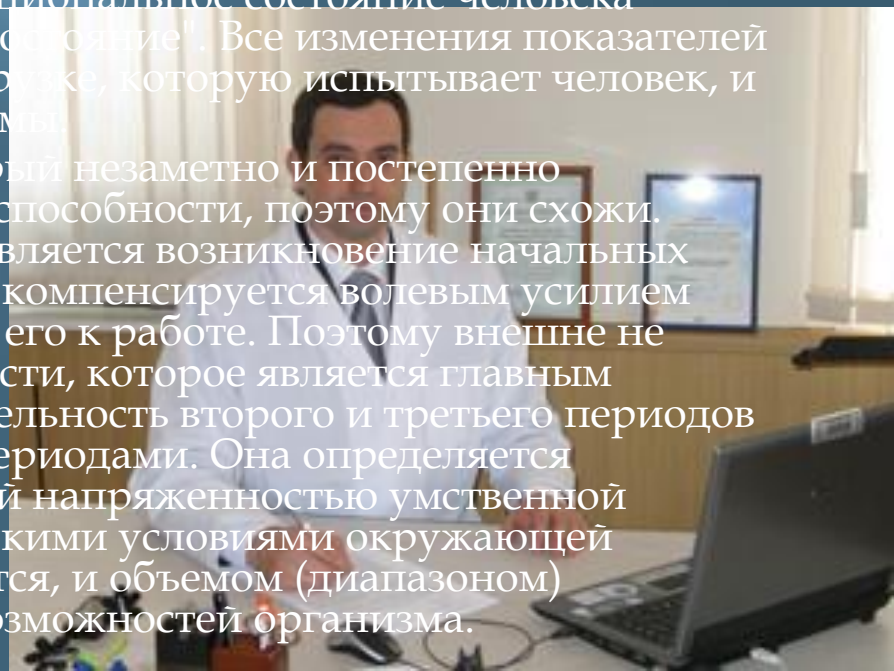 циональное состояние человека
остояние". Все изменения показателей
рузке, которую испытывает человек, и
мы.
рый незаметно и постепенно
способности, поэтому они схожи.
вляется возникновение начальных
компенсируется волевым усилием
его к работе. Поэтому внешне не
сти, которое является главным
ельность второго и третьего периодов
ериодами. Она определяется
й напряженностью умственной
кими условиями окружающей
тся, и объемом (диапазоном)
озможностей организма.